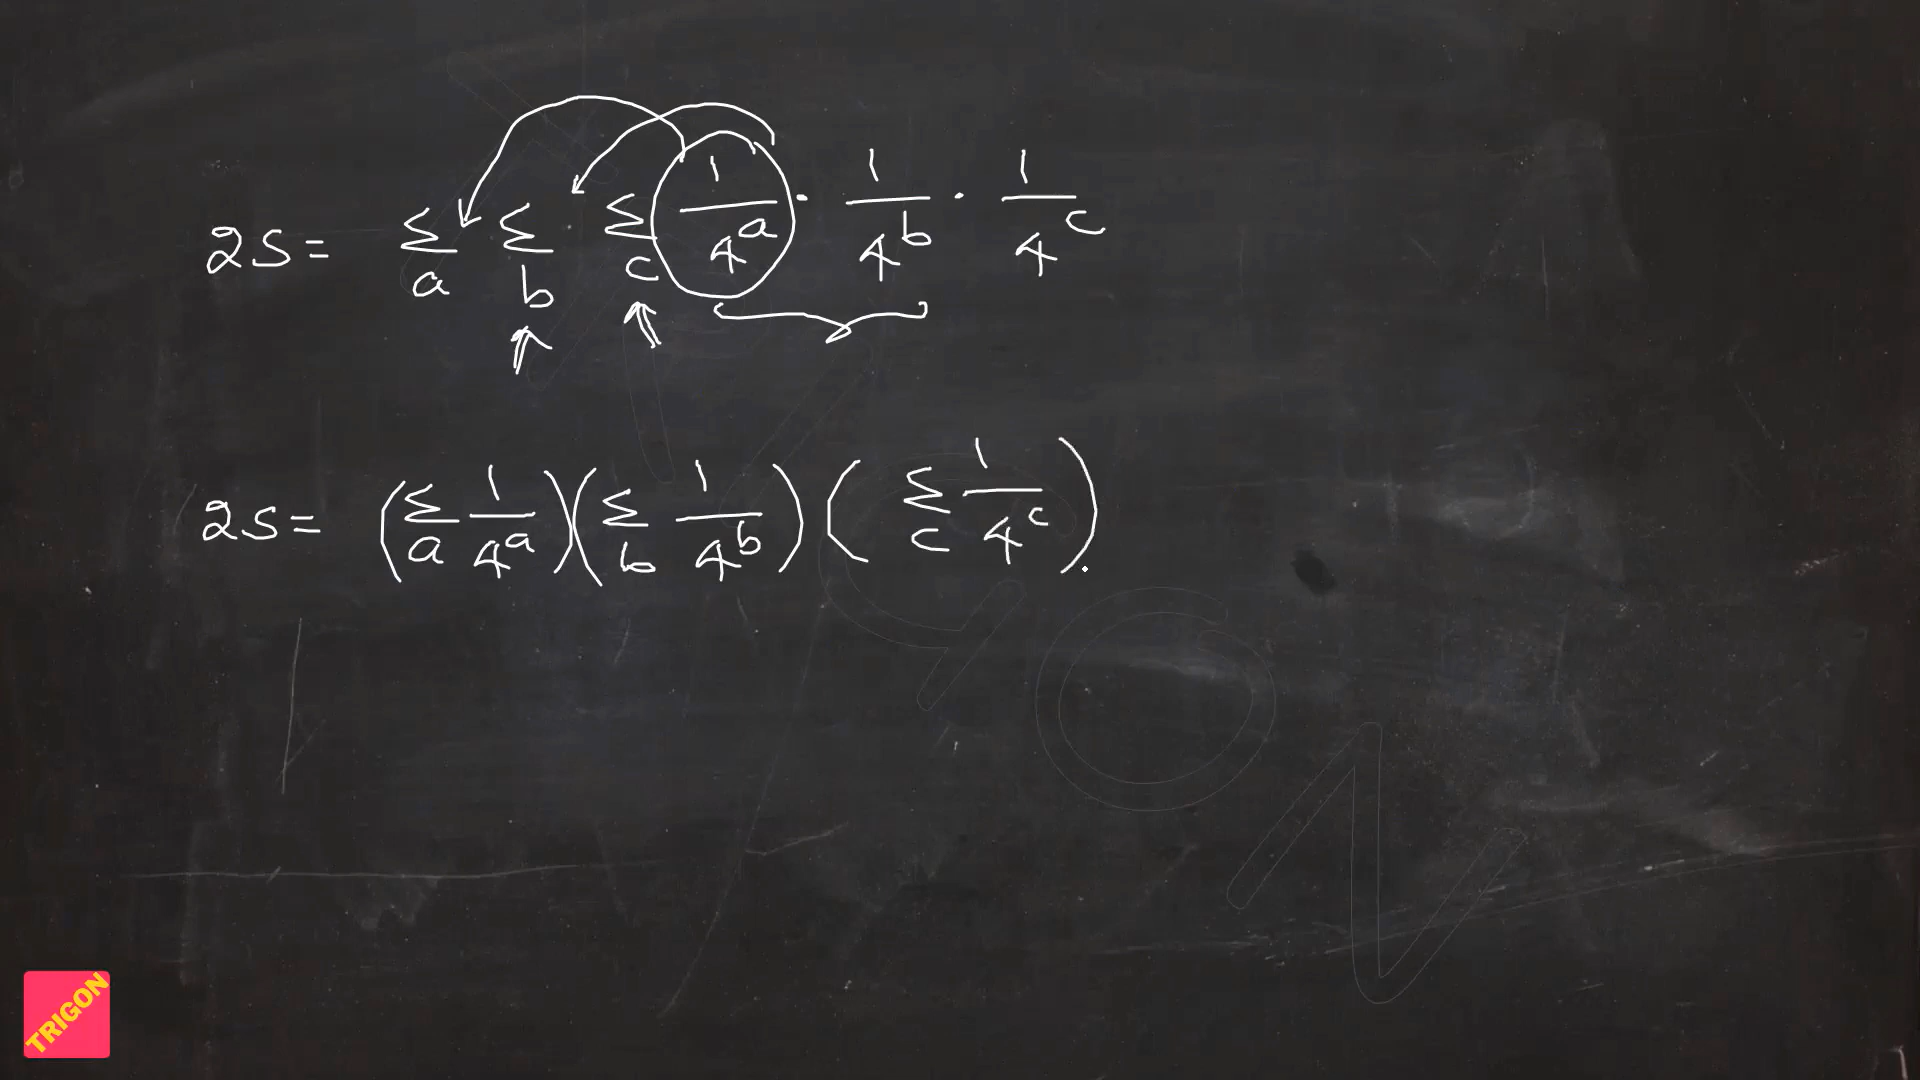 2S = Σ_a Σ_b Σ_c 1/4^a · 1/4^b · 1/4^c
2S = (Σ_a 1/4^a)(Σ_b 1/4^b)(Σ_c 1/4^c)
TRIGON